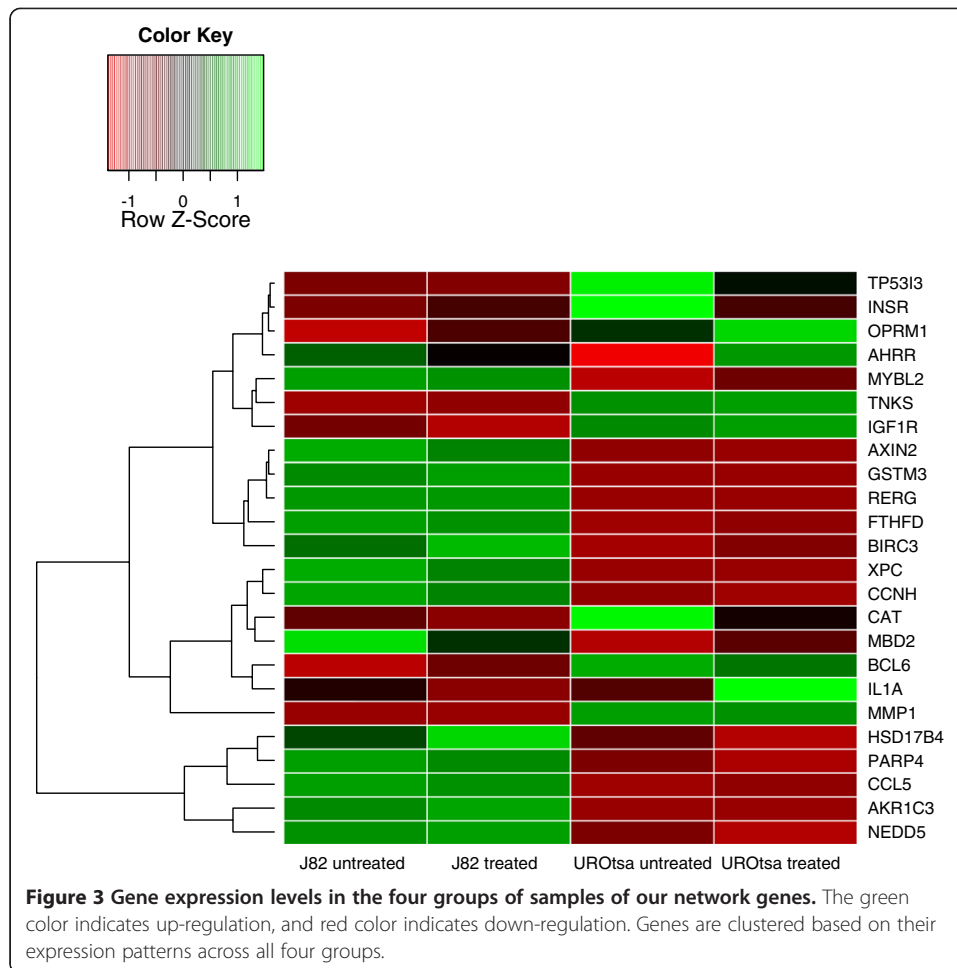 Color Key
-1 0 1
Row Z-Score
TP53I3
INSR
OPRM1
AHRR
MYBL2
TNKS
IGF1R
AXIN2
GSTM3
RERG
FTHFD
BIRC3
XPC
CCNH
CAT
MBD2
BCL6
IL1A
MMP1
HSD17B4
PARP4
CCL5
AKR1C3
NEDD5
J82 untreated J82 treated UROtsa untreated UROtsa treated
Figure 3 Gene expression levels in the four groups of samples of our network genes. The green
color indicates up-regulation, and red color indicates down-regulation. Genes are clustered based on their
expression patterns across all four groups.